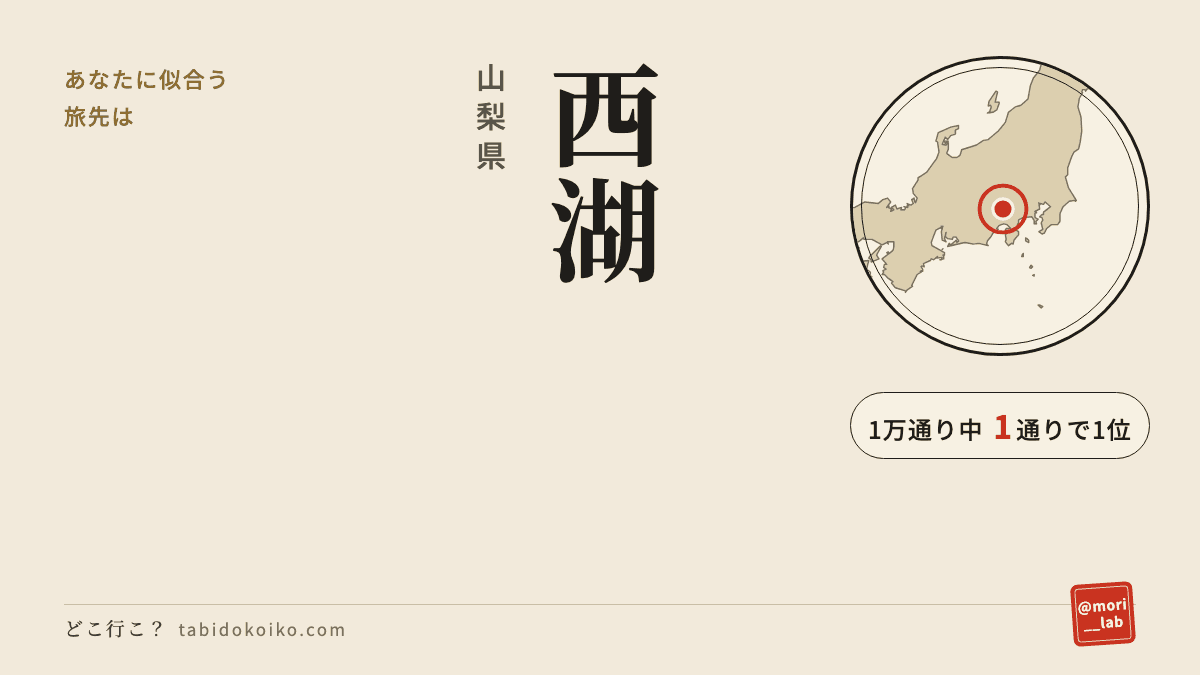 あなたに似合う
旅先は
西湖
山梨県
1万通り中 1通りで1位
どこ行こ？ tabidokoiko.com
@mori
__lab